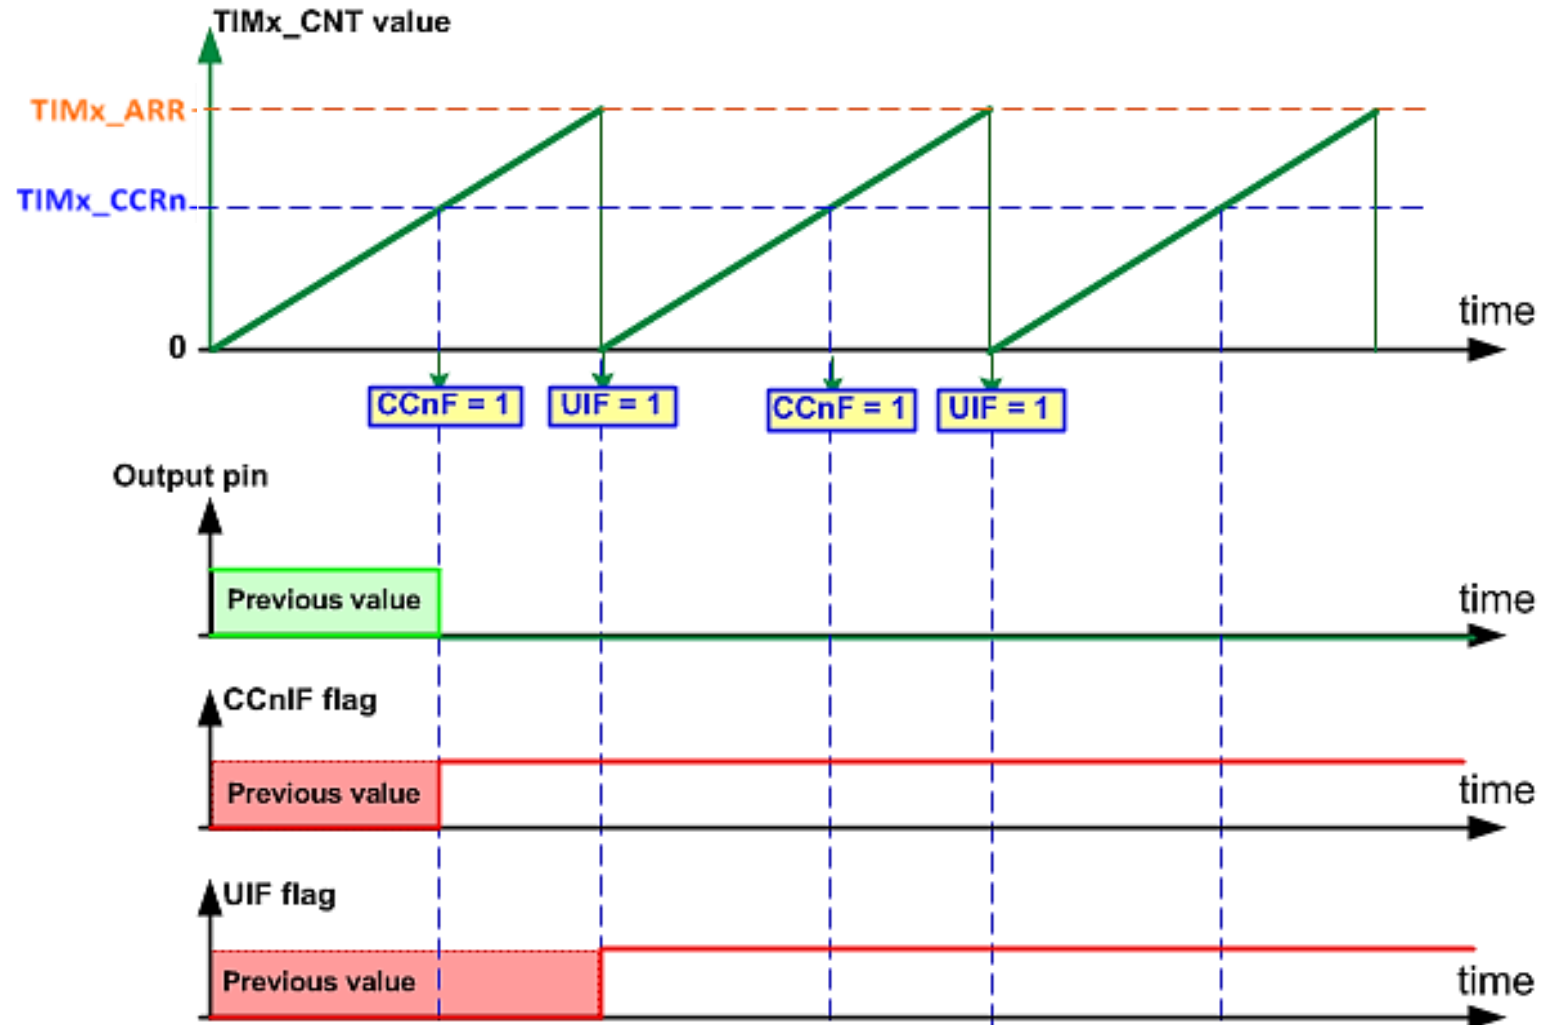 TIMx_CNT value
TIMx_ARR
TIMx_CCRn
time
0
CCnF = 1
UIF = 1
CCnF = 1
UIF = 1
Output pin
Previous value
time
CCnIF flag
Previous value
time
UIF flag
Previous value
time